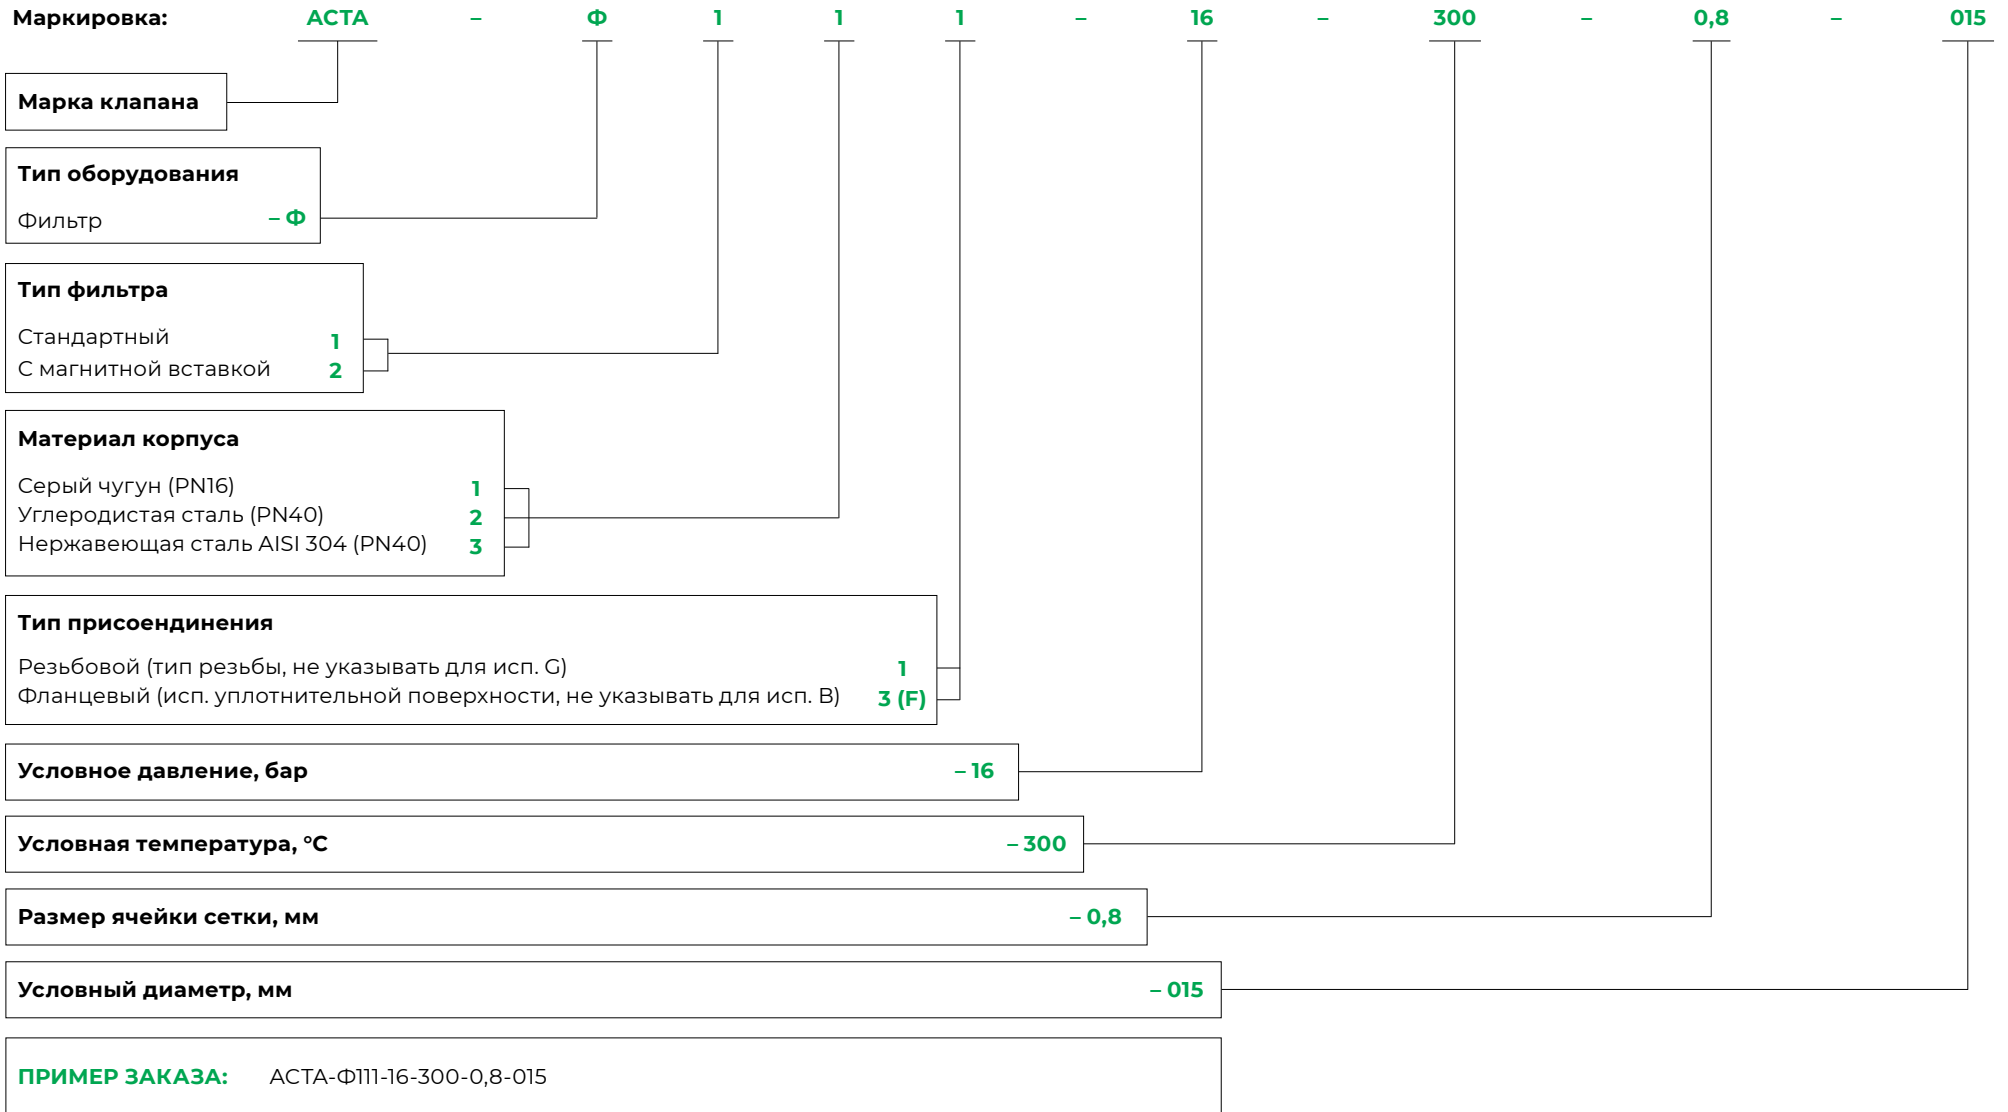 Маркировка: АСТА – Ф 1 1 1 – 16 – 300 – 0,8 – 015
Марка клапана
Тип оборудования
Фильтр – Ф
Тип фильтра
Стандартный 1
С магнитной вставкой 2
Материал корпуса
Серый чугун (PN16) 1
Углеродистая сталь (PN40) 2
Нержавеющая сталь AISI 304 (PN40) 3
Тип присоендинения
Резьбовой (тип резьбы, не указывать для исп. G) 1
Фланцевый (исп. уплотнительной поверхности, не указывать для исп. B) 3 (F)
Условное давление, бар – 16
Условная температура, °С – 300
Размер ячейки сетки, мм – 0,8
Условный диаметр, мм – 015
ПРИМЕР ЗАКАЗА: АСТА-Ф111-16-300-0,8-015